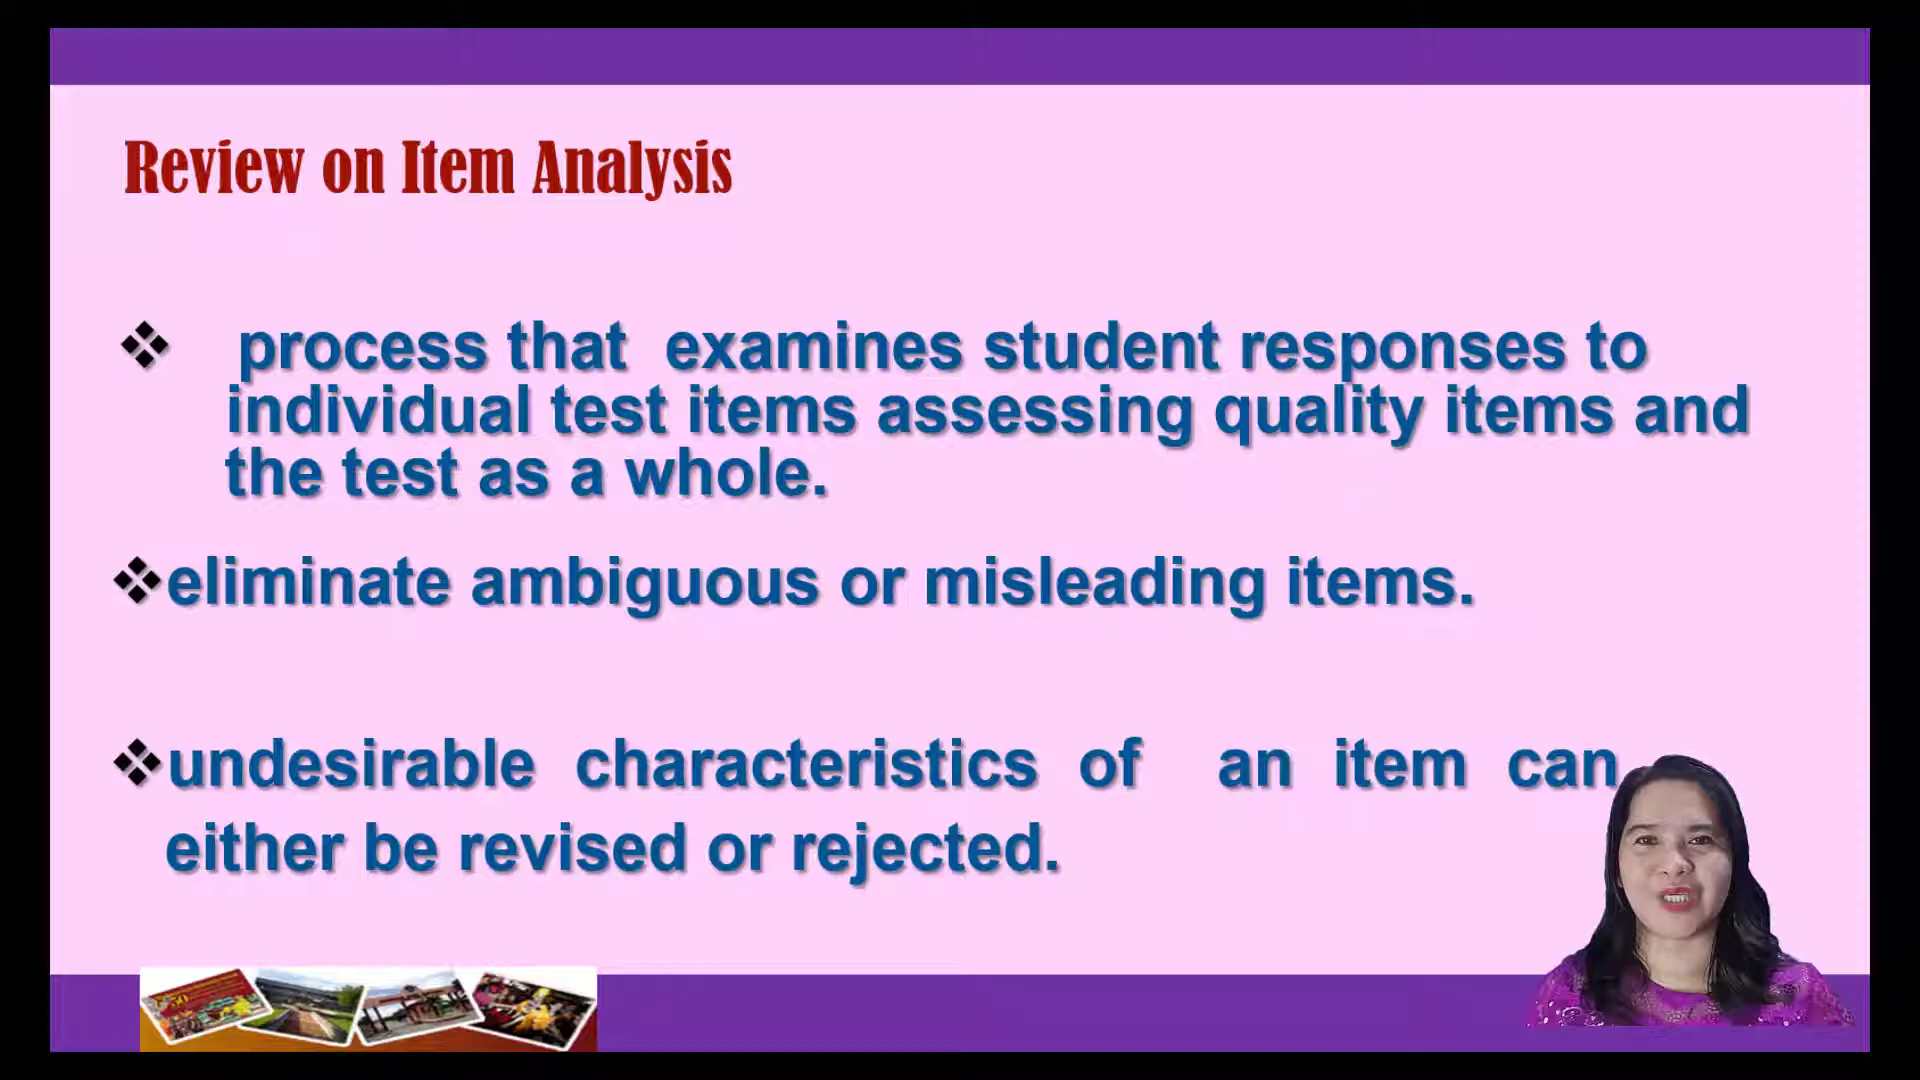 Review on Item Analysis
process that examines student responses to
individual test items assessing quality items and
the test as a whole.
eliminate ambiguous or misleading items.
undesirable characteristics of an item can
either be revised or rejected.
50